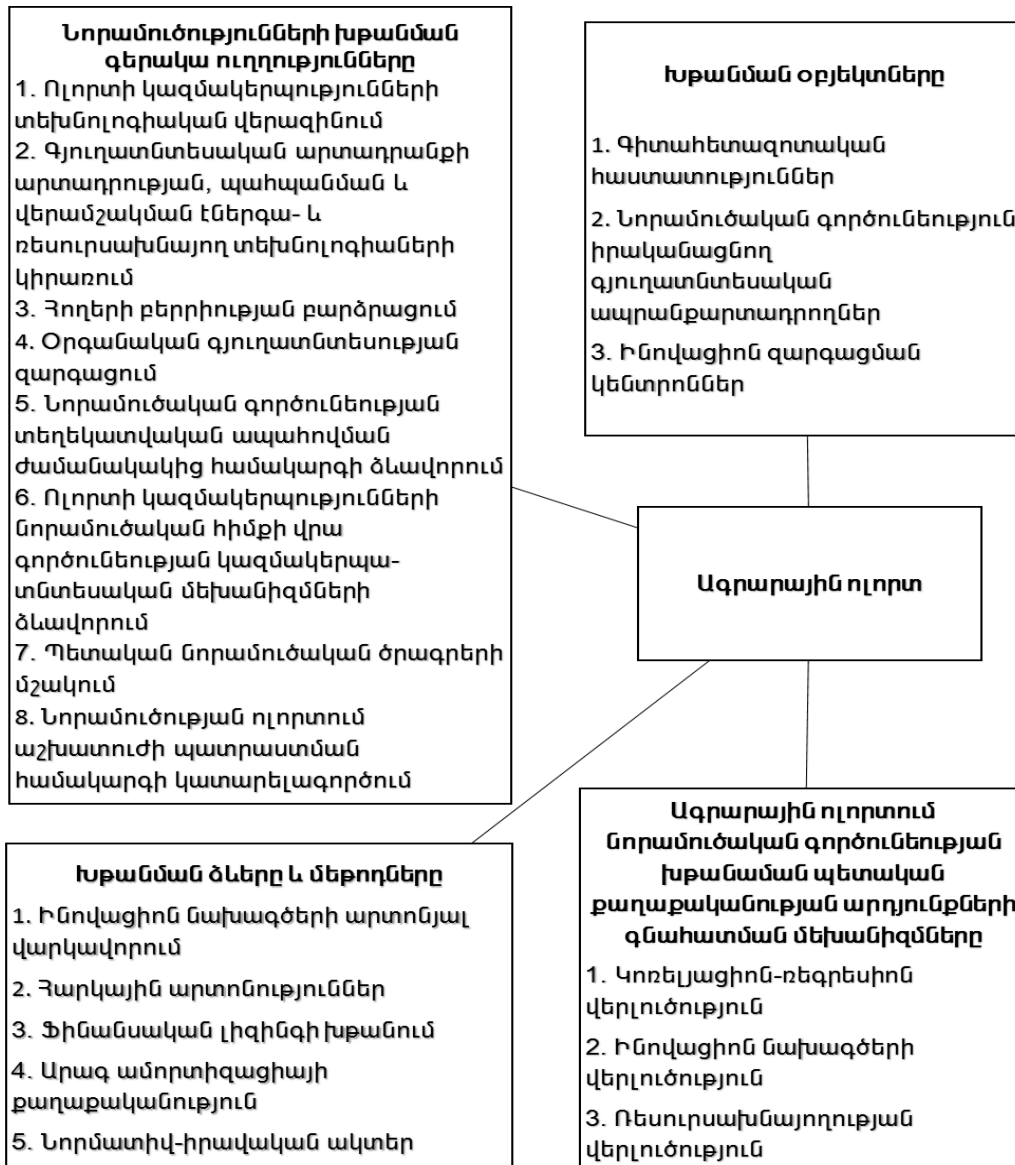 Նորամուծությունների խթանման
գերակա ուղղությունները
1. Ոլորտի կազմակերպությունների
տեխնոլոգիական վերազինում
2. Գյուղատնտեսական արտադրանքի
արտադրության, պահպանման և
վերամշակման էներգա- և
ռեսուրսախնայող տեխնոլոգիաների
կիրառում
3. Հողերի բերրիության բարձրացում
4. Օրգանական գյուղատնտեսության
զարգացում
5. Նորամուծական գործունեության
տեղեկատվական ապահովման
ժամանակակից համակարգի ձևավորում
6. Ոլորտի կազմակերպությունների
նորամուծական հիմքի վրա
գործունեության կազմակերպա-
տնտեսական մեխանիզմների
ձևավորում
7. Պետական նորամուծական ծրագրերի
մշակում
8. Նորամուծության ոլորտում
աշխատուժի պատրաստման
համակարգի կատարելագործում
Խթանման օբյեկտները
1. Գիտահետազոտական
հաստատություններ
2. Նորամուծական գործունեություն
իրականացնող
գյուղատնտեսական
ապրանքարտադրողներ
3. Ինովացիոն զարգացման
կենտրոններ
Ագրարային ոլորտ
Խթանման ձևերը և մեթոդները
1. Ինովացիոն նախագծերի արտոնյալ
վարկավորում
2. Հարկային արտոնություններ
3. Ֆինանսական լիզինգի խթանում
4. Արագ ամորտիզացիայի
քաղաքականություն
5. Նորմատիվ-իրավական ակտեր
Ագրարային ոլորտում
նորամուծական գործունեության
խթանաման պետական
քաղաքականության արդյունքների
գնահատման մեխանիզմները
1. Կոռելյացիոն-ռեգրեսիոն
վերլուծություն
2. Ինովացիոն նախագծերի
վերլուծություն
3. Ռեսուրսախնայողության
վերլուծություն